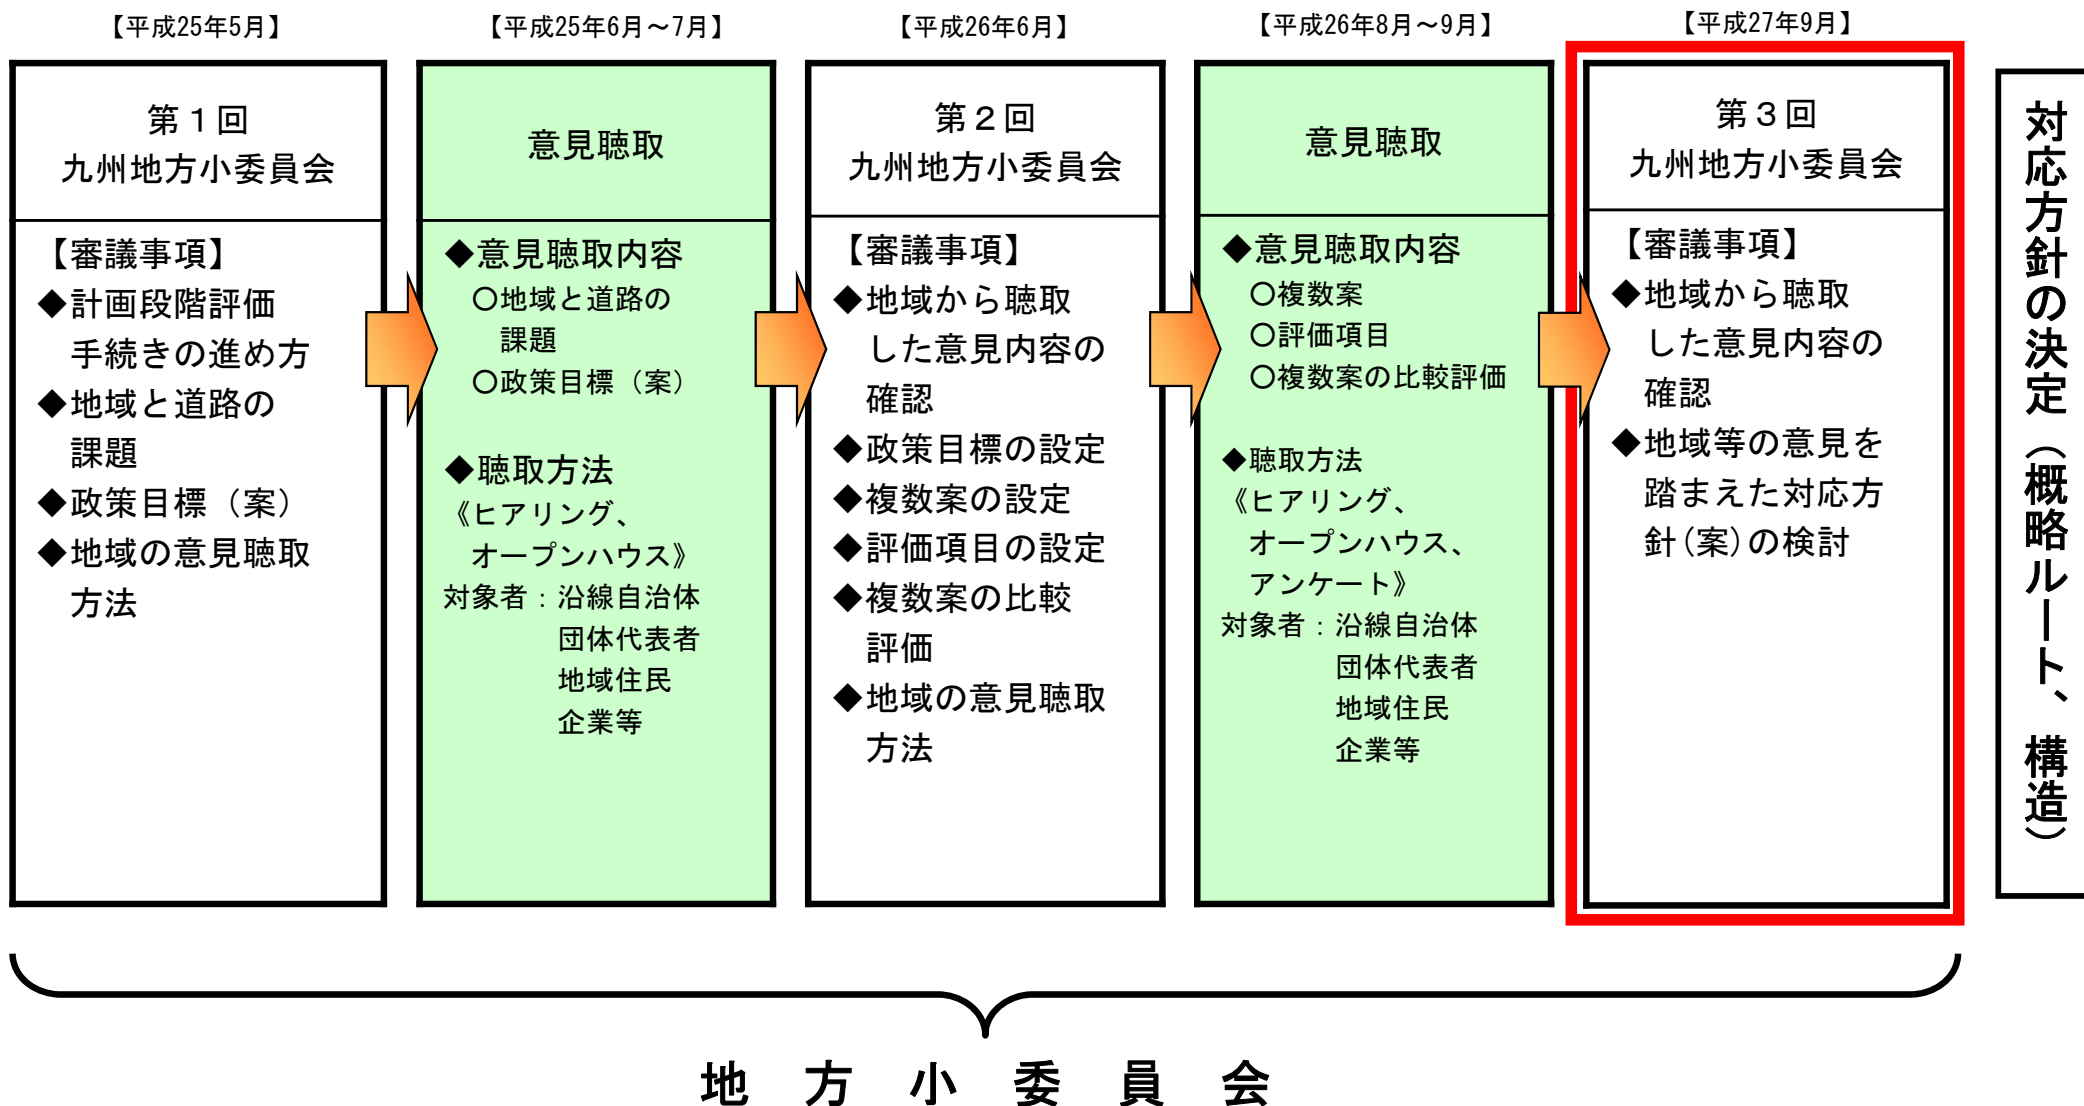 【平成25年5月】
第１回
九州地方小委員会
【審議事項】
◆計画段階評価
手続きの進め方
◆地域と道路の
課題
◆政策目標（案）
◆地域の意見聴取
方法
【平成25年6月～7月】
意見聴取
◆意見聴取内容
○地域と道路の
課題
○政策目標（案）
◆聴取方法
《ヒアリング、
オープンハウス》
対象者：沿線自治体
団体代表者
地域住民
企業等
【平成26年6月】
第２回
九州地方小委員会
【審議事項】
◆地域から聴取
した意見内容の
確認
◆政策目標の設定
◆複数案の設定
◆評価項目の設定
◆複数案の比較
評価
◆地域の意見聴取
方法
【平成26年8月～9月】
意見聴取
◆意見聴取内容
○複数案
○評価項目
○複数案の比較評価
◆聴取方法
《ヒアリング、
オープンハウス、
アンケート》
対象者：沿線自治体
団体代表者
地域住民
企業等
【平成27年9月】
第３回
九州地方小委員会
【審議事項】
◆地域から聴取
した意見内容の
確認
◆地域等の意見を
踏まえた対応方
針(案)の検討
対応方針の決定（概略ルート、構造）
地方小委員会